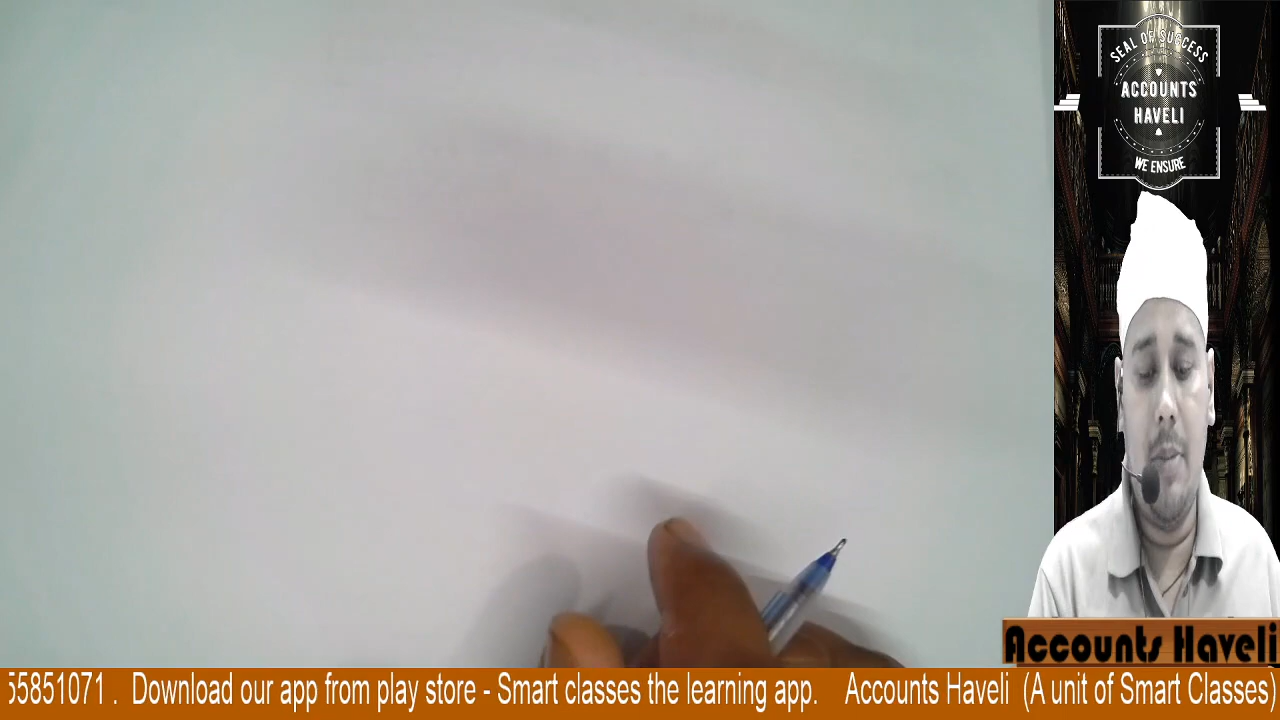 SEAL OF SUCCESS
ACCOUNTS
HAVELI
WE ENSURE
Accounts Haveli
55851071 . Download our app from play store - Smart classes the learning app. Accounts Haveli (A unit of Smart Classes)